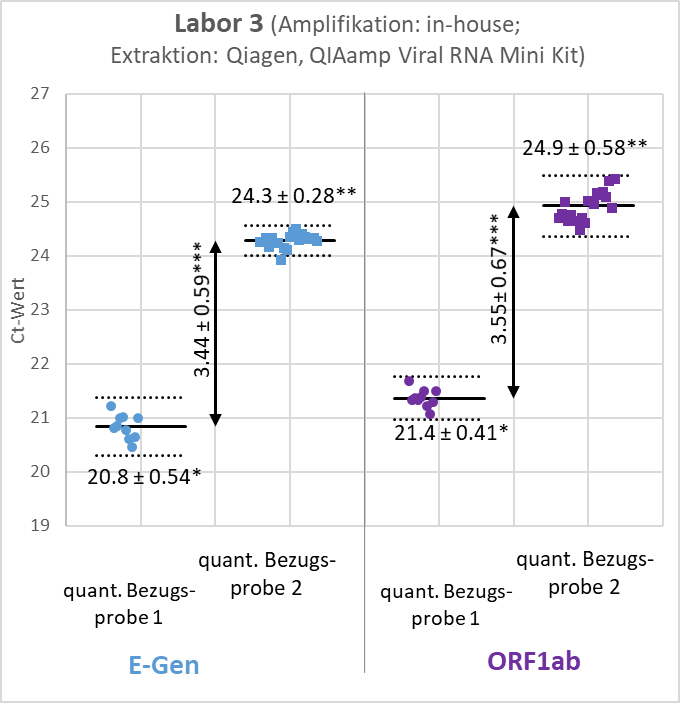 Labor 3 (Amplifikation: in-house;
Extraktion: Qiagen, QIAamp Viral RNA Mini Kit)
Ct-Wert
27
26
25
24
23
22
21
20
19
20.8 ± 0.54*
3.44 ± 0.59***
24.3 ± 0.28**
21.4 ± 0.41*
3.55± 0.67***
24.9 ± 0.58**
quant. Bezugs-
probe 1
quant. Bezugs-
probe 2
quant. Bezugs-
probe 1
quant. Bezugs-
probe 2
E-Gen
ORF1ab